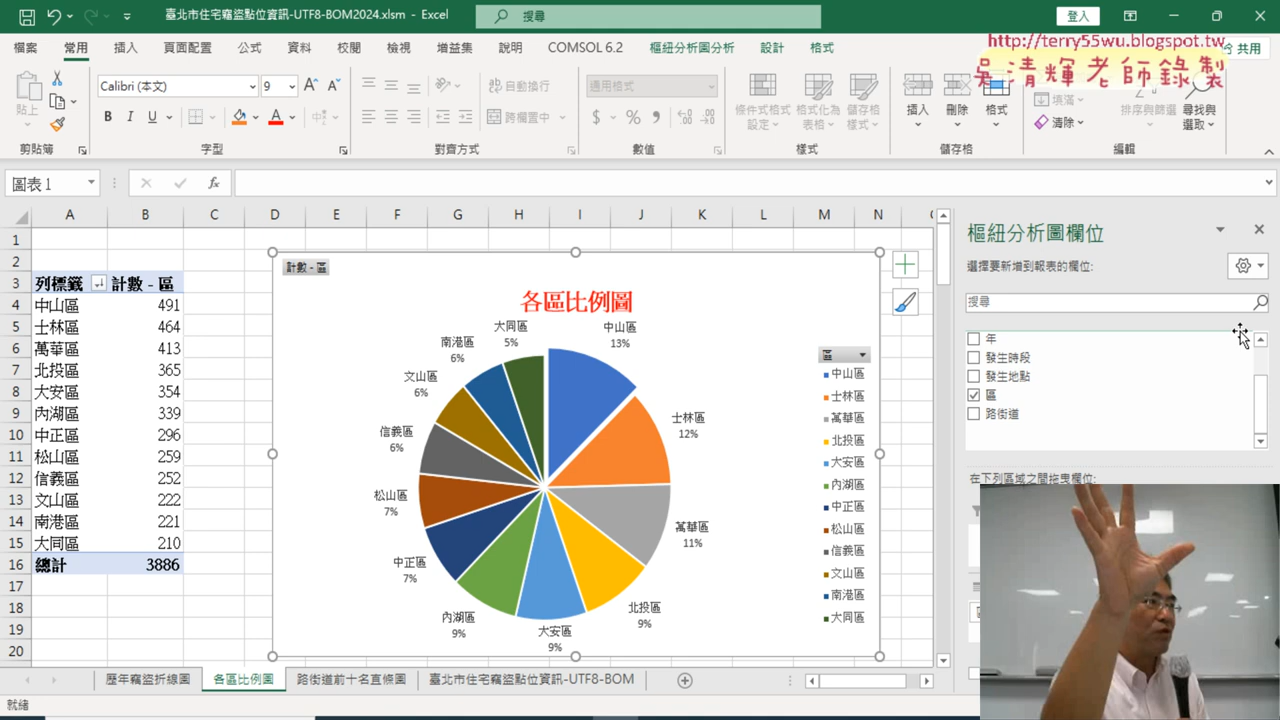 臺北市住宅竊盜點位資訊-UTF8-BOM2024.xlsm - Excel
搜尋
登入
檔案 常用 插入 頁面配置 公式 資料 校閱 檢視 增益集 說明 COMSOL 6.2 樞紐分析圖分析 設計 格式 共用
http://terry55wu.blogspot.tw
吳清輝老師錄製
貼上
Calibri (本文) 9
B I U A
自動換行
跨欄置中
通用格式
$ % 9
條件式格式設定 格式化為表格 儲存格樣式
插入 刪除 格式
填滿
清除
排序與篩選 尋找與選取
剪貼簿 字型 對齊方式 數值 樣式 儲存格 編輯
圖表 1 fx
A B C D E F G H I J K L M N
1
2
3 列標籤 計數 - 區
4 中山區 491
5 士林區 464
6 萬華區 413
7 北投區 365
8 大安區 354
9 內湖區 339
10 中正區 296
11 松山區 259
12 信義區 252
13 文山區 222
14 南港區 221
15 大同區 210
16 總計 3886
17
18
19
20
計數 - 區
各區比例圖
中山區
13%
士林區
12%
萬華區
11%
北投區
9%
大安區
9%
內湖區
9%
中正區
7%
松山區
7%
信義區
6%
文山區
6%
南港區
6%
大同區
5%
區
中山區
士林區
萬華區
北投區
大安區
內湖區
中正區
松山區
信義區
文山區
南港區
大同區
樞紐分析圖欄位
選擇要新增到報表的欄位:
搜尋
年
發生時段
發生地點
區
路街道
在下列區域之間拖曳欄位:
歷年竊盜折線圖 各區比例圖 路街道前十名直條圖 臺北市住宅竊盜點位資訊-UTF8-BOM
就緒